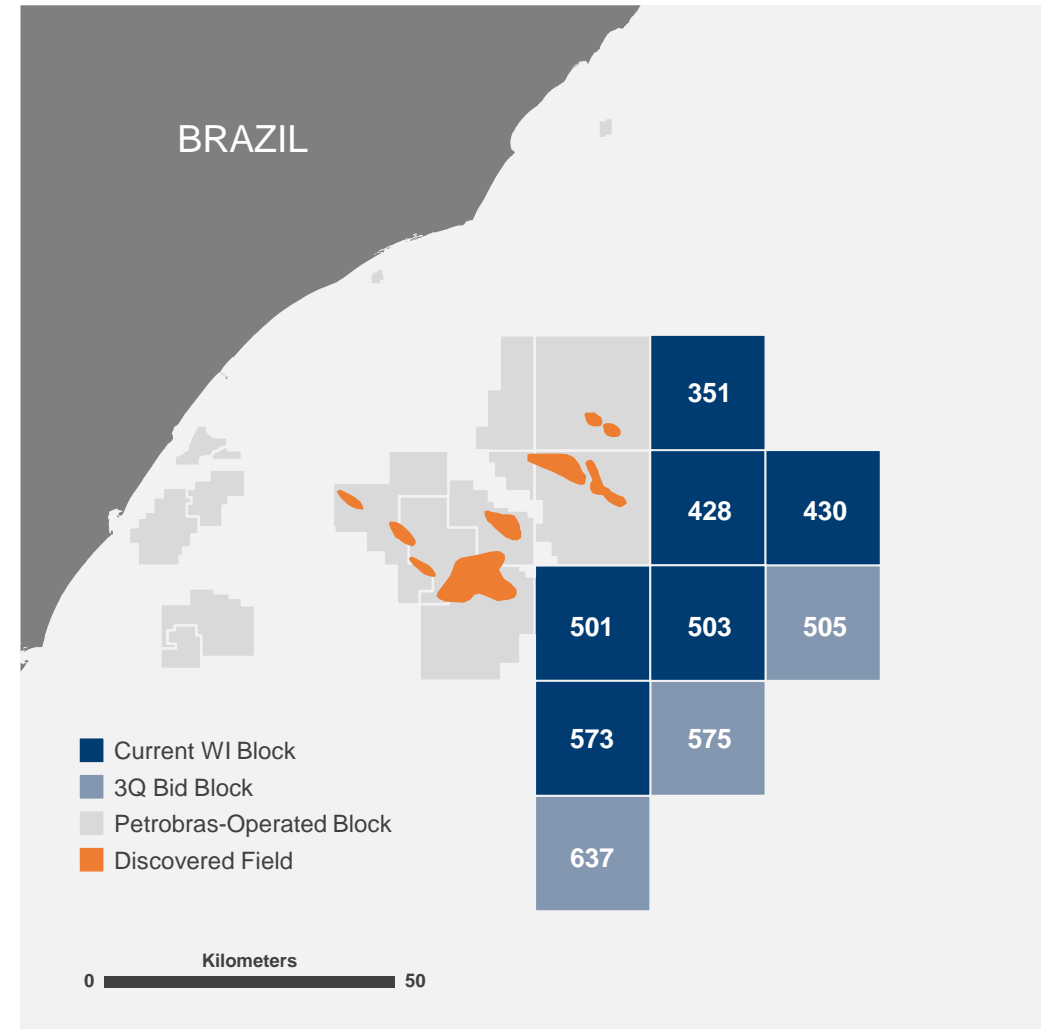 BRAZIL
351
428
430
501
503
505
573
575
637
Current WI Block
3Q Bid Block
Petrobras-Operated Block
Discovered Field
Kilometers
0
50